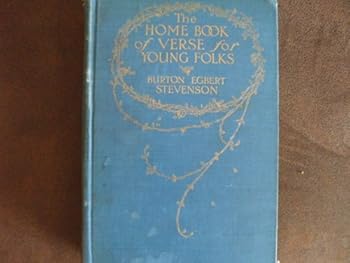 The
HOME BOOK
of VERSE for
YOUNG FOLKS
BURTON EGBERT
STEVENSON